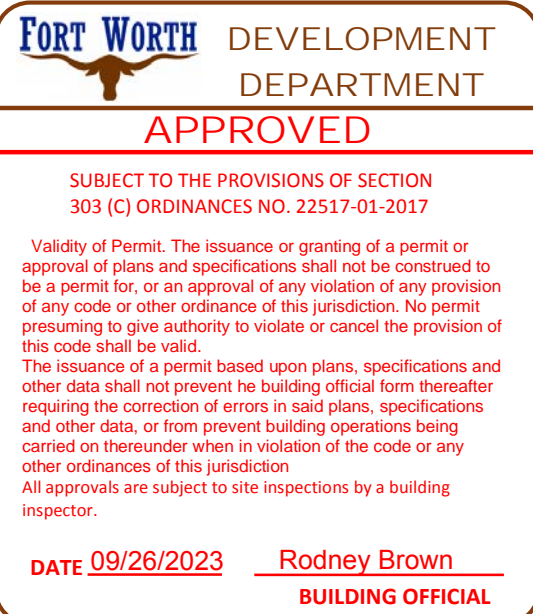 FORT WORTH DEVELOPMENT
DEPARTMENT
APPROVED
SUBJECT TO THE PROVISIONS OF SECTION
303 (C) ORDINANCES NO. 22517-01-2017
Validity of Permit. The issuance or granting of a permit or
approval of plans and specifications shall not be construed to
be a permit for, or an approval of any violation of any provision
of any code or other ordinance of this jurisdiction. No permit
presuming to give authority to violate or cancel the provision of
this code shall be valid.
The issuance of a permit based upon plans, specifications and
other data shall not prevent he building official form thereafter
requiring the correction of errors in said plans, specifications
and other data, or from prevent building operations being
carried on thereunder when in violation of the code or any
other ordinances of this jurisdiction
All approvals are subject to site inspections by a building
inspector.
DATE 09/26/2023 Rodney Brown
BUILDING OFFICIAL